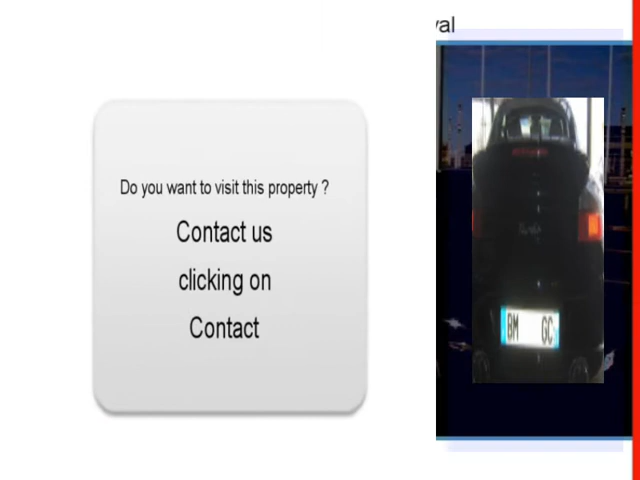 val
Do you want to visit this property ?
Contact us
clicking on
Contact
BM GC